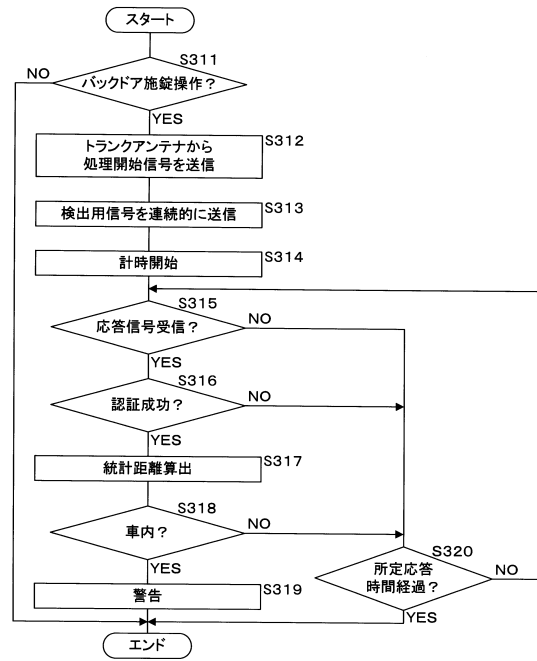 スタート
S311
NO
バックドア施錠操作？
YES
S312
トランクアンテナから
処理開始信号を送信
S313
検出用信号を連続的に送信
S314
計時開始
S315
応答信号受信？
NO
YES
S316
認証成功？
NO
YES
S317
統計距離算出
S318
車内？
NO
YES
S320
所定応答
時間経過？
NO
YES
S319
警告
エンド